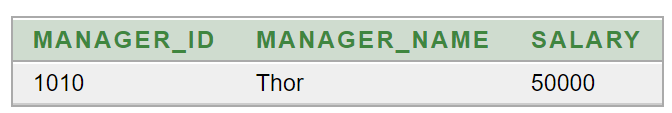 MANAGER_ID MANAGER_NAME SALARY
1010 Thor 50000